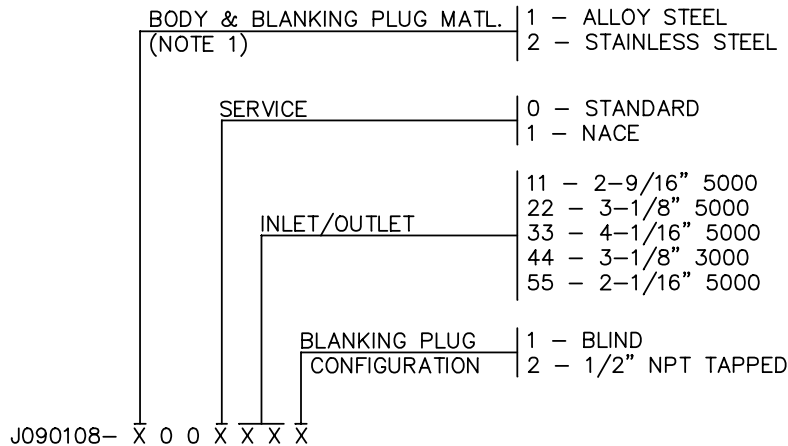 BODY & BLANKING PLUG MATL.
(NOTE 1)
1 – ALLOY STEEL
2 – STAINLESS STEEL
SERVICE
0 – STANDARD
1 – NACE
INLET/OUTLET
11 – 2–9/16” 5000
22 – 3–1/8” 5000
33 – 4–1/16” 5000
44 – 3–1/8” 3000
55 – 2–1/16” 5000
BLANKING PLUG
CONFIGURATION
1 – BLIND
2 – 1/2” NPT TAPPED
J090108– X 0 0 X X X X